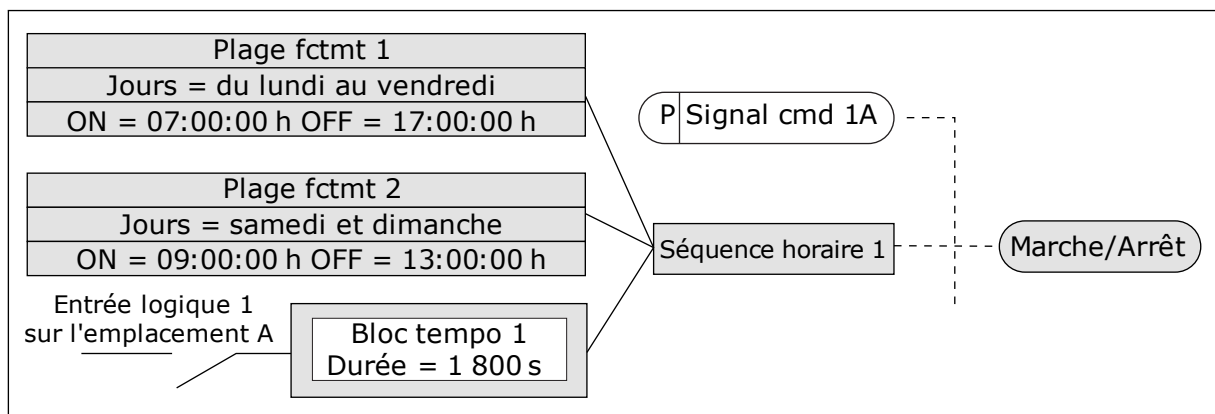 Plage fctmt 1
Jours = du lundi au vendredi
ON = 07:00:00 h OFF = 17:00:00 h
P Signal cmd 1A
Plage fctmt 2
Jours = samedi et dimanche
ON = 09:00:00 h OFF = 13:00:00 h
Séquence horaire 1
Marche/Arrêt
Entrée logique 1
sur l'emplacement A
Bloc tempo 1
Durée = 1 800 s